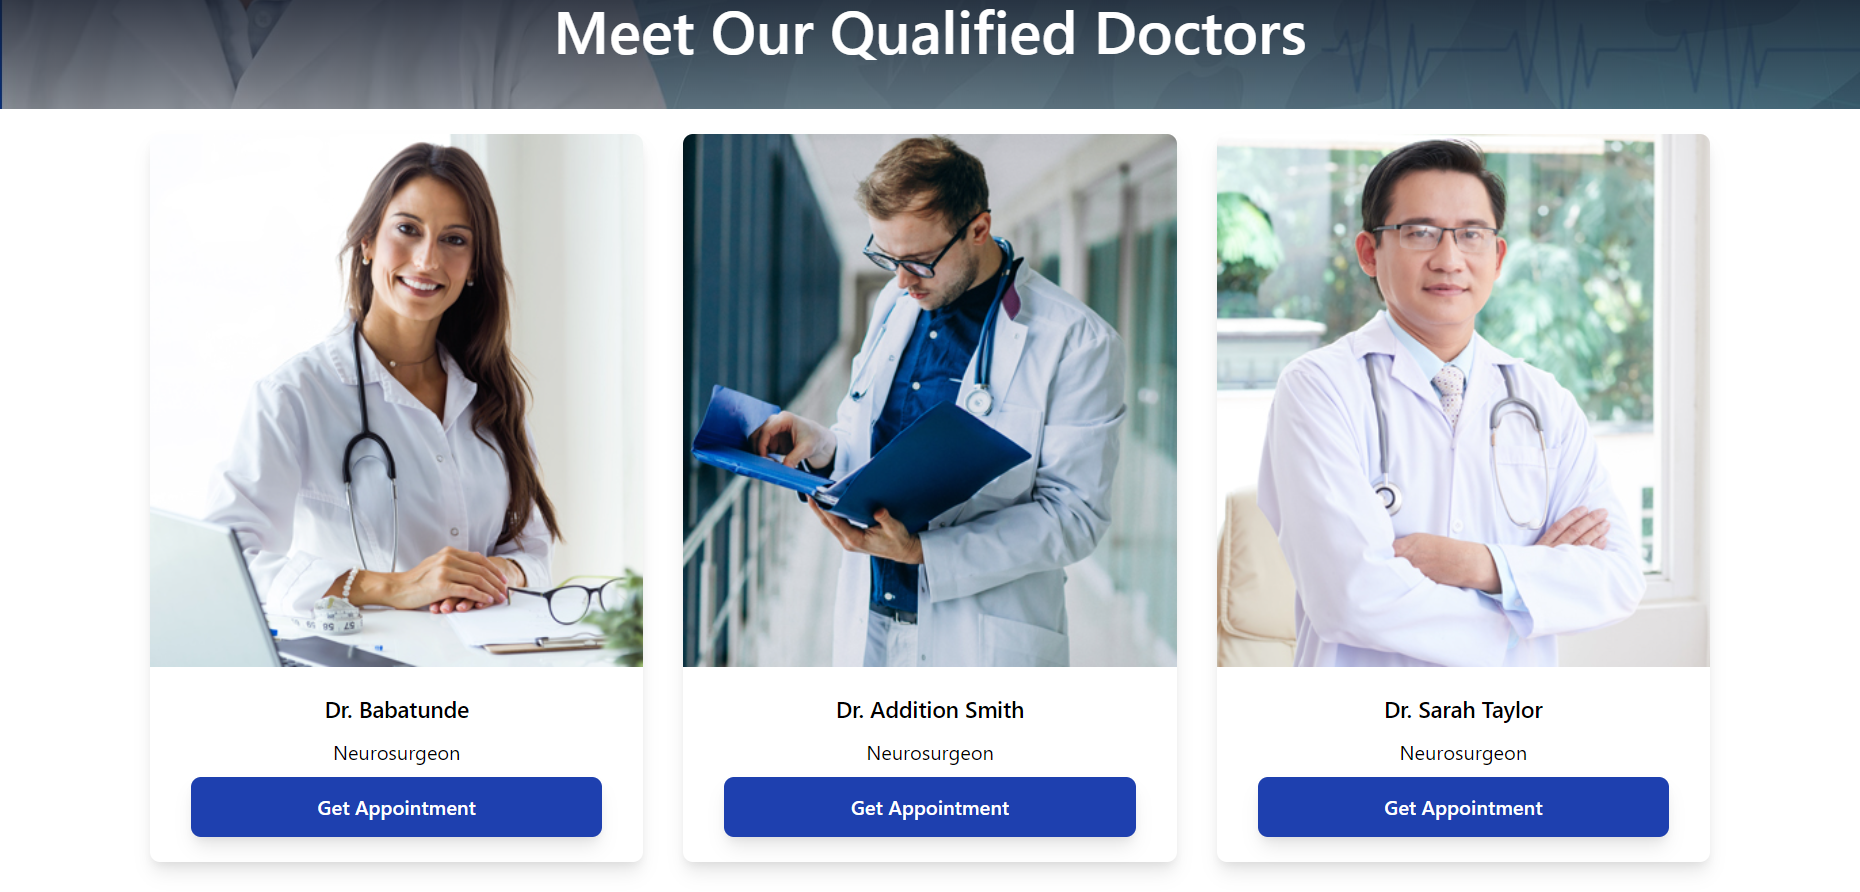 Meet Our Qualified Doctors
Dr. Babatunde
Neurosurgeon
Get Appointment
Dr. Addition Smith
Neurosurgeon
Get Appointment
Dr. Sarah Taylor
Neurosurgeon
Get Appointment